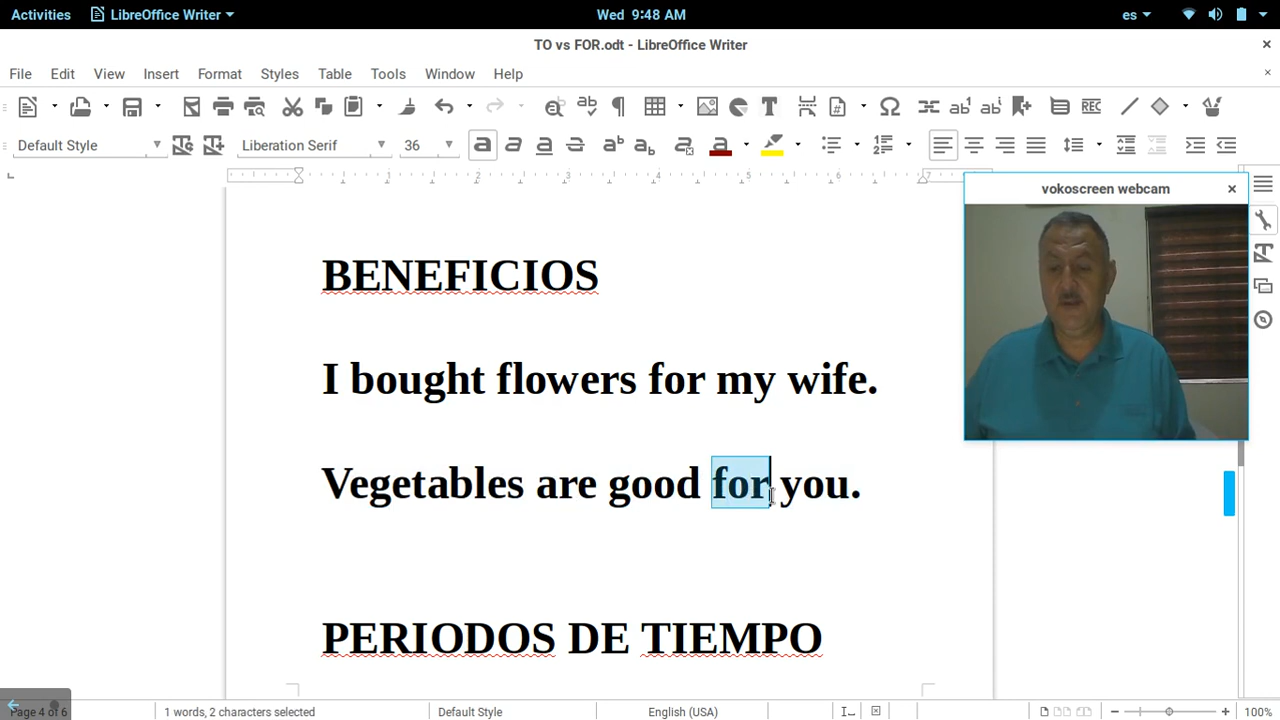 Activities LibreOffice Writer Wed 9:48 AM es
TO vs FOR.odt - LibreOffice Writer
File Edit View Insert Format Styles Table Tools Window Help
Default Style Liberation Serif 36
vokoscreen webcam
BENEFICIOS
I bought flowers for my wife.
Vegetables are good for you.
PERIODOS DE TIEMPO
Page 4 of 6 1 words, 2 characters selected Default Style English (USA) 100%